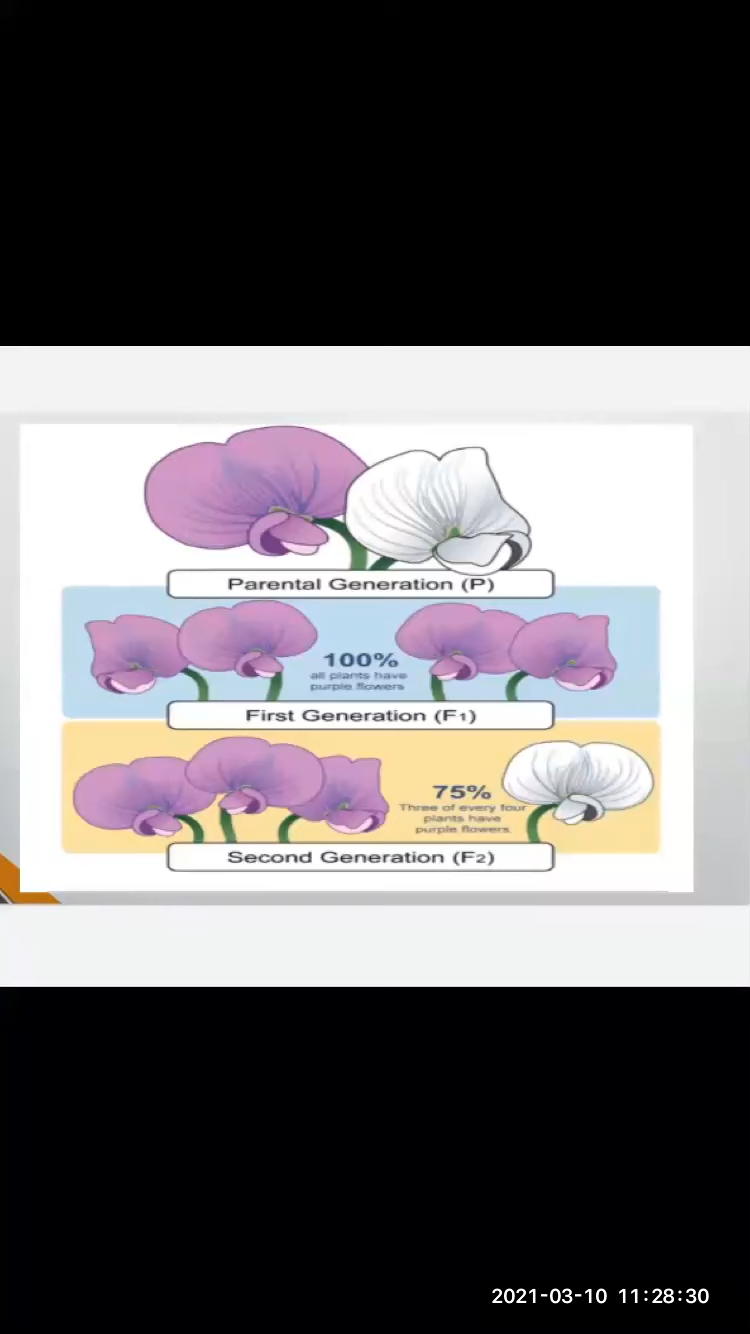 Parental Generation (P)
100%
all plants have
purple flowers
First Generation (F1)
75%
Three of every four
plants have
purple flowers.
Second Generation (F2)
2021-03-10 11:28:30